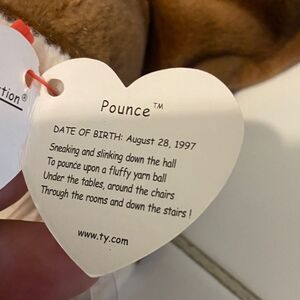 ction®
Pounce™
DATE OF BIRTH: August 28, 1997
Sneaking and slinking down the hall
To pounce upon a fluffy yarn ball
Under the tables, around the chairs
Through the rooms and down the stairs !
www.ty.com